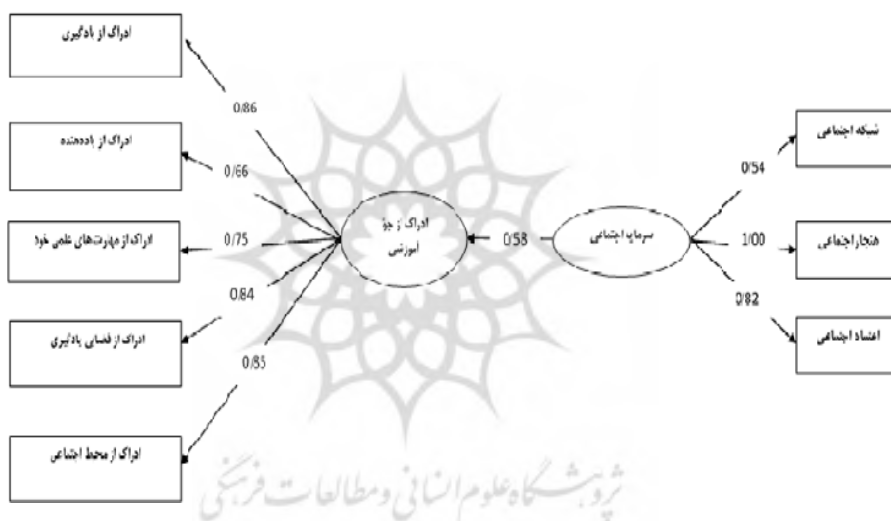 شبکه اجتماعی
هنجار اجتماعی
اعتماد اجتماعی
0/54
1/00
0/82
سرمایه اجتماعی
0/58
ادراک از جوّ
آموزشی
0/86
0/66
0/75
0/84
0/85
ادراک از یادگیری
ادراک از یاددهنده
ادراک از مهارت‌های علمی خود
ادراک از فضای یادگیری
ادراک از محیط اجتماعی
پژوهشگاه علوم انسانی و مطالعات فرهنگی